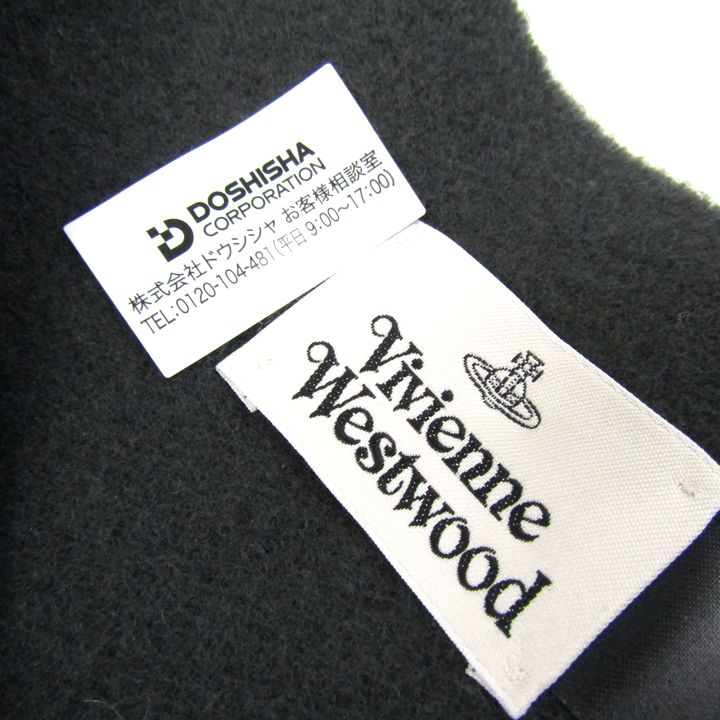 DOSHISHA
CORPORATION
株式会社ドウシシャ お客様相談室
TEL:0120-104-481(平日 9:00~17:00)
Vivienne
Westwood